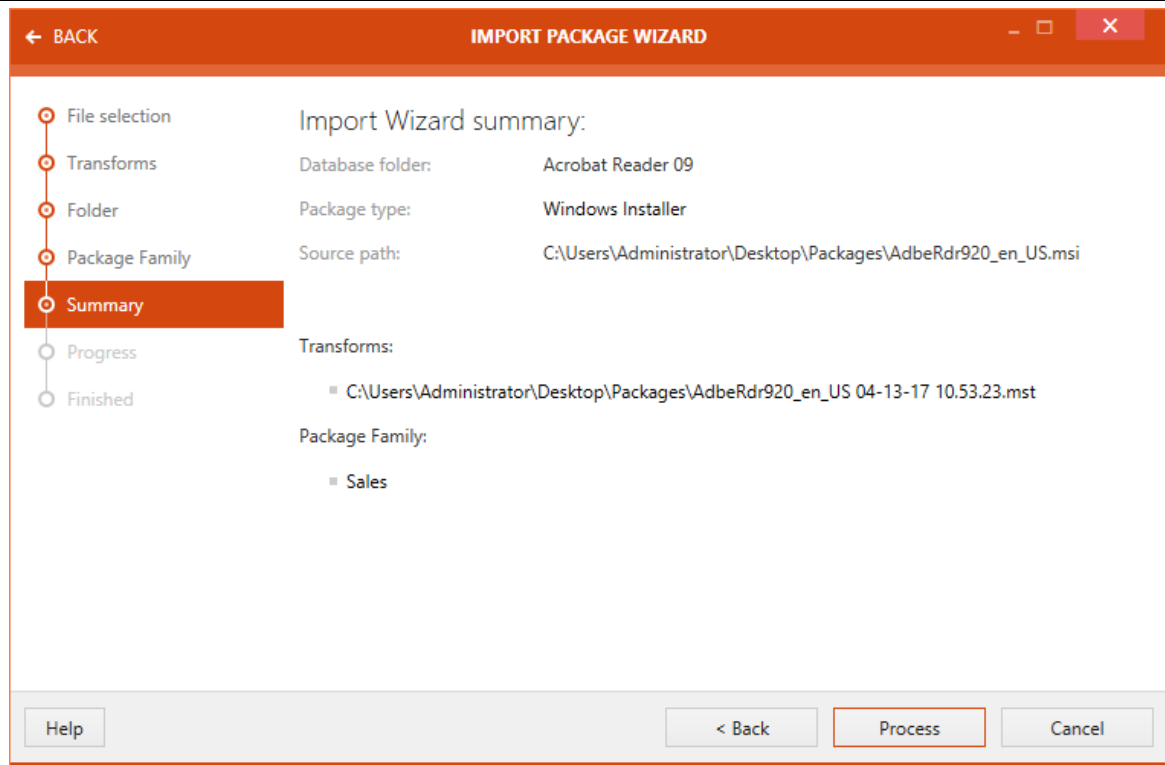 ← BACK
IMPORT PACKAGE WIZARD
File selection
Transforms
Folder
Package Family
Summary
Progress
Finished
Import Wizard summary:
Database folder: Acrobat Reader 09
Package type: Windows Installer
Source path: C:\Users\Administrator\Desktop\Packages\AdbeRdr920_en_US.msi
Transforms:
C:\Users\Administrator\Desktop\Packages\AdbeRdr920_en_US 04-13-17 10.53.23.mst
Package Family:
Sales
Help
< Back
Process
Cancel